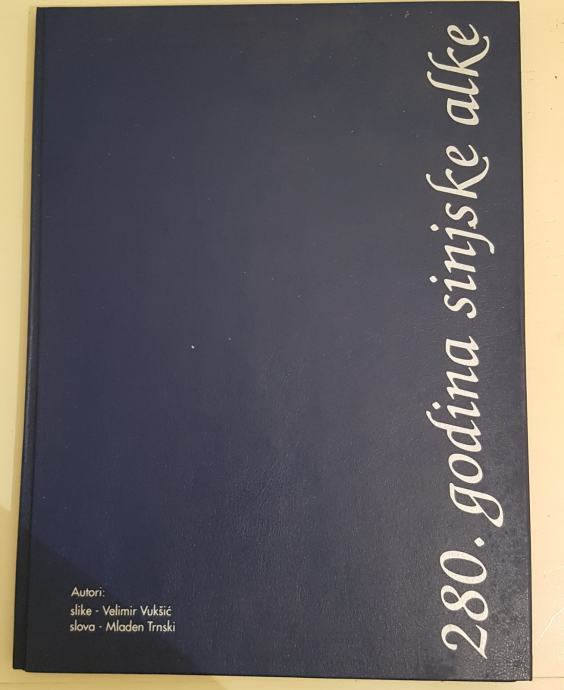 280. godina sinjske alke
Autori:
slike - Velimir Vukšić
slova - Mladen Trnski